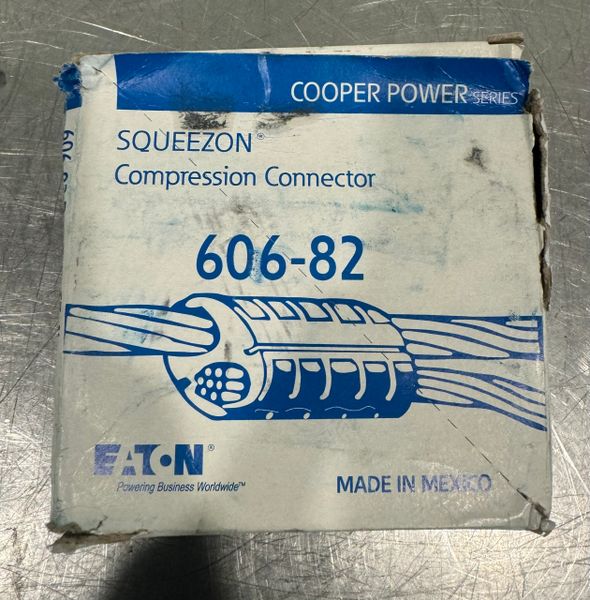 COOPER POWER SERIES
SQUEEZON®
Compression Connector
606-82
EATON®
Powering Business Worldwide™
MADE IN MEXICO